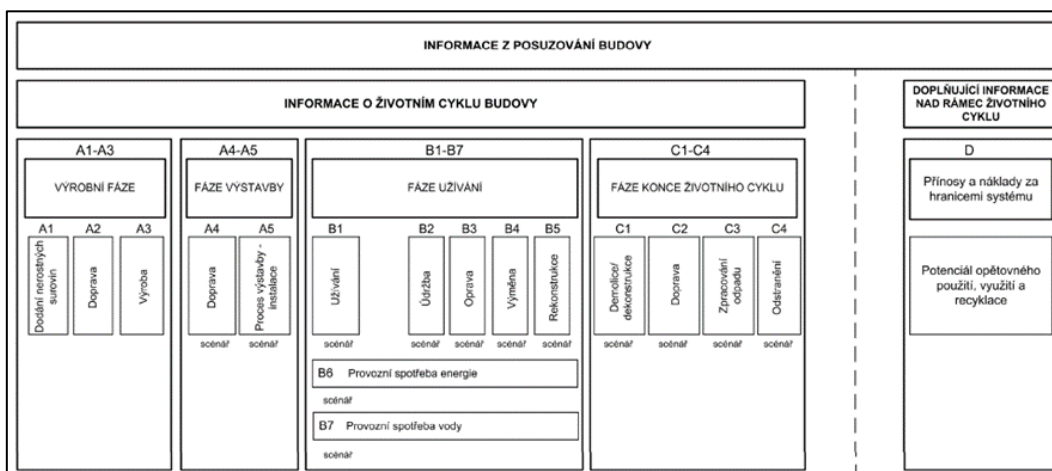 INFORMACE Z POSUZOVÁNÍ BUDOVY
INFORMACE O ŽIVOTNÍM CYKLU BUDOVY
DOPLŇUJÍCÍ INFORMACE
NAD RÁMEC ŽIVOTNÍHO
CYKLU
A1-A3
VÝROBNÍ FÁZE
A1
Dodání nerostných
surovin
A2
Doprava
A3
Výroba
A4-A5
FÁZE VÝSTAVBY
A4
Doprava
scénář
A5
Proces výstavby -
instalace
scénář
B1-B7
FÁZE UŽÍVÁNÍ
B1
Užívání
scénář
B2
Údržba
scénář
B3
Oprava
scénář
B4
Výměna
scénář
B5
Rekonstrukce
scénář
B6 Provozní spotřeba energie
scénář
B7 Provozní spotřeba vody
scénář
C1-C4
FÁZE KONCE ŽIVOTNÍHO CYKLU
C1
Demolice/
dekonstrukce
scénář
C2
Doprava
scénář
C3
Zpracování
odpadu
scénář
C4
Odstranění
scénář
D
Přínosy a náklady za
hranicemi systému
Potenciál opětovného
použití, využití a
recyklace